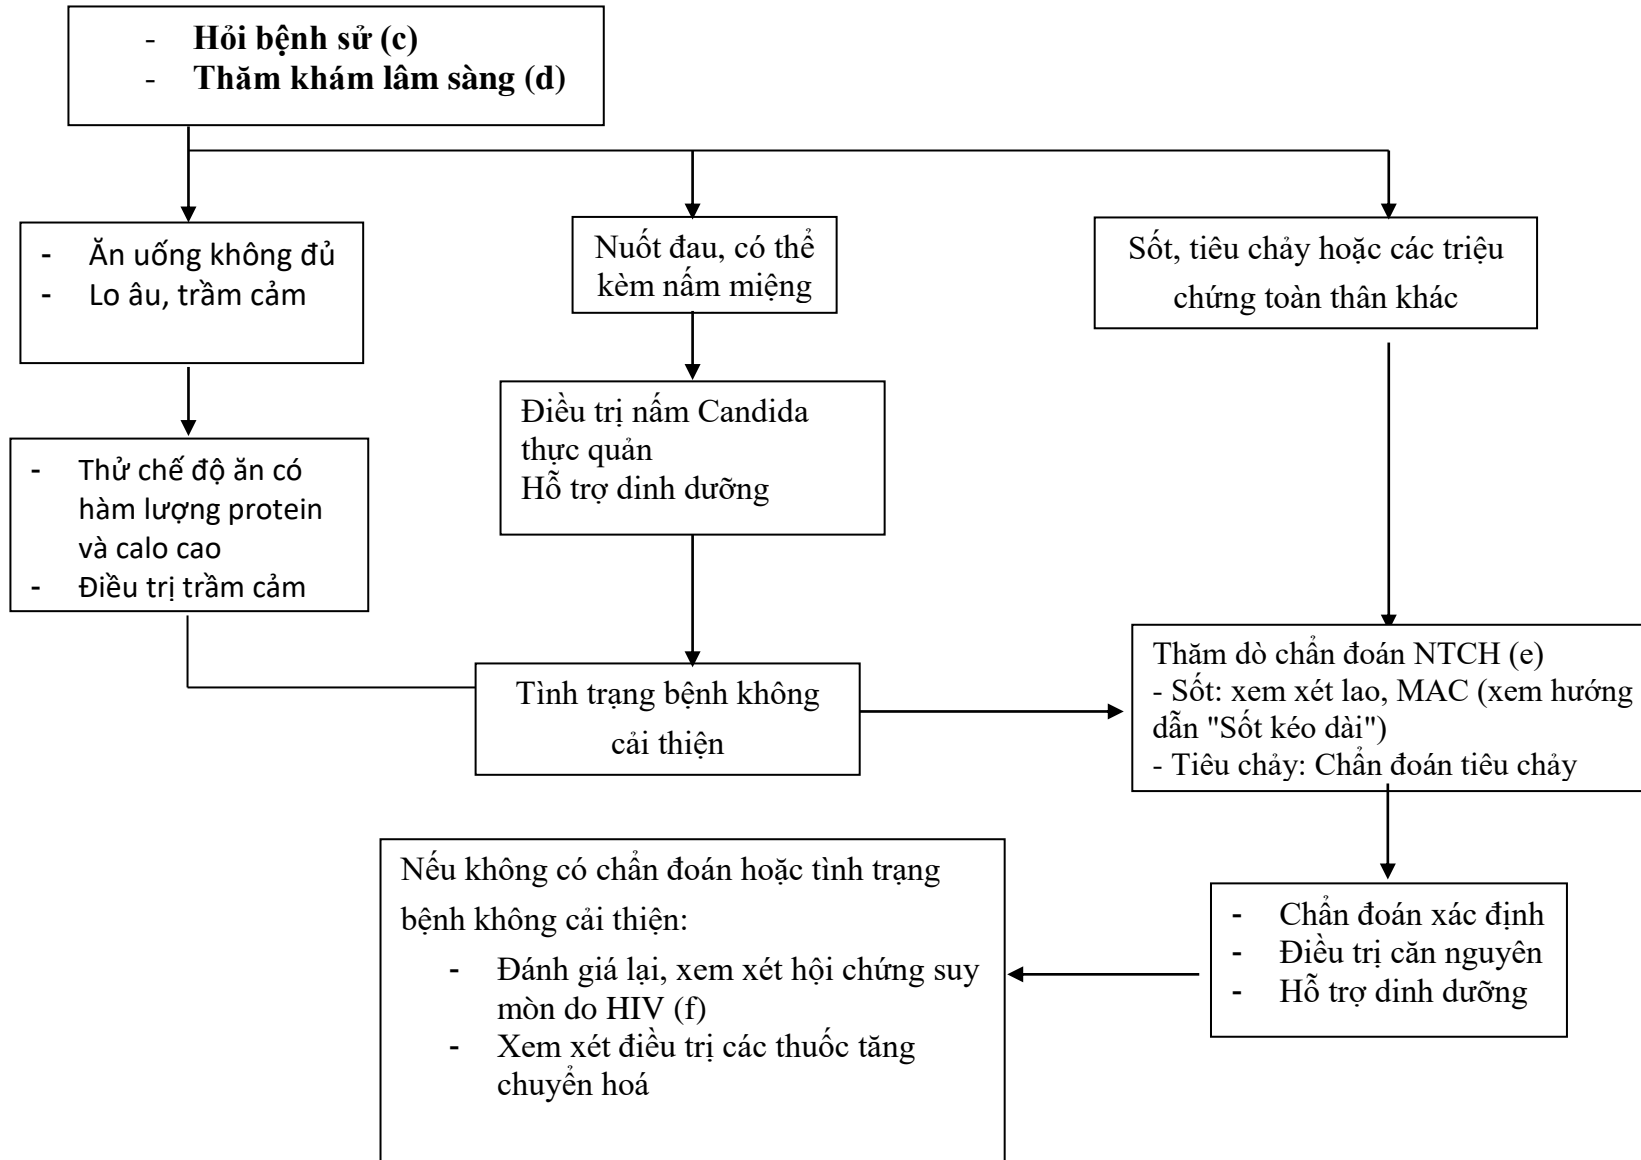 - Hỏi bệnh sử (c)
- Thăm khám lâm sàng (d)
- Ăn uống không đủ
- Lo âu, trầm cảm
Nuốt đau, có thể
kèm nấm miệng
Sốt, tiêu chảy hoặc các triệu
chứng toàn thân khác
- Thử chế độ ăn có
hàm lượng protein
và calo cao
- Điều trị trầm cảm
Điều trị nấm Candida
thực quản
Hỗ trợ dinh dưỡng
Tình trạng bệnh không
cải thiện
Thăm dò chẩn đoán NTCH (e)
- Sốt: xem xét lao, MAC (xem hướng
dẫn "Sốt kéo dài")
- Tiêu chảy: Chẩn đoán tiêu chảy
- Chẩn đoán xác định
- Điều trị căn nguyên
- Hỗ trợ dinh dưỡng
Nếu không có chẩn đoán hoặc tình trạng
bệnh không cải thiện:
- Đánh giá lại, xem xét hội chứng suy
mòn do HIV (f)
- Xem xét điều trị các thuốc tăng
chuyển hoá